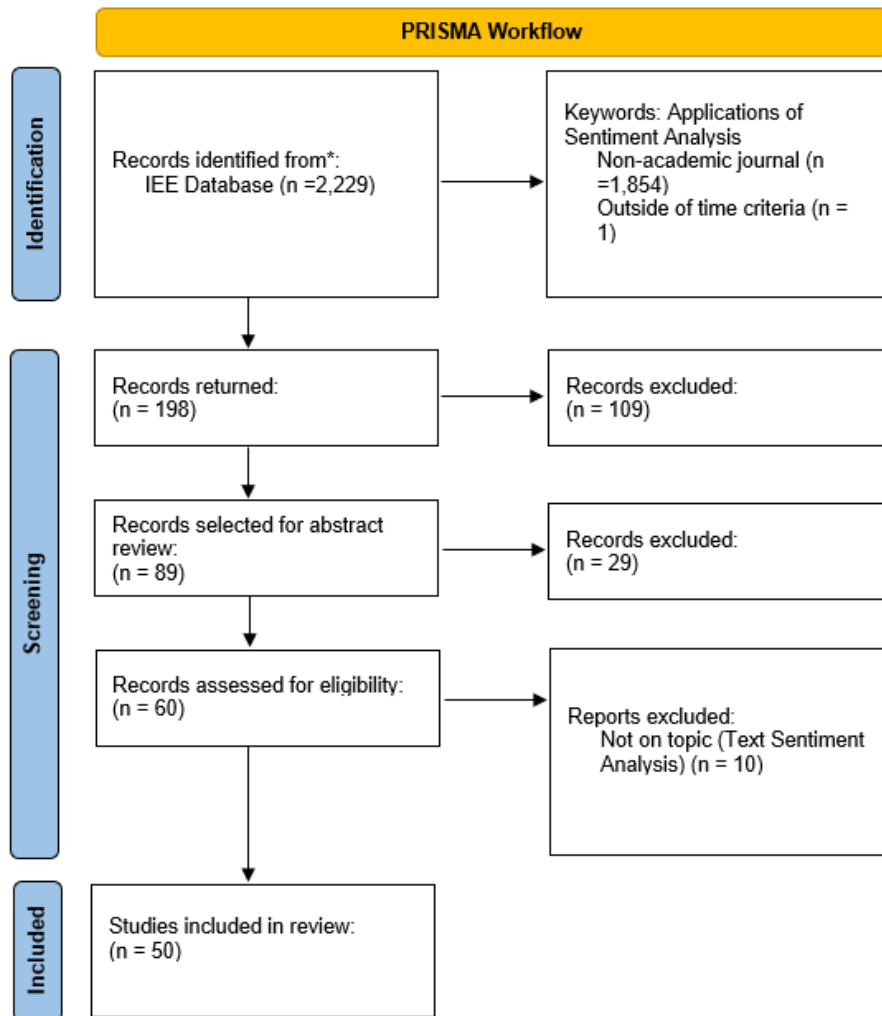 PRISMA Workflow
Identification
Records identified from*:
IEE Database (n =2,229)
Keywords: Applications of
Sentiment Analysis
Non-academic journal (n
=1,854)
Outside of time criteria (n =
1)
Screening
Records returned:
(n = 198)
Records excluded:
(n = 109)
Records selected for abstract
review:
(n = 89)
Records excluded:
(n = 29)
Records assessed for eligibility:
(n = 60)
Reports excluded:
Not on topic (Text Sentiment
Analysis) (n = 10)
Included
Studies included in review:
(n = 50)